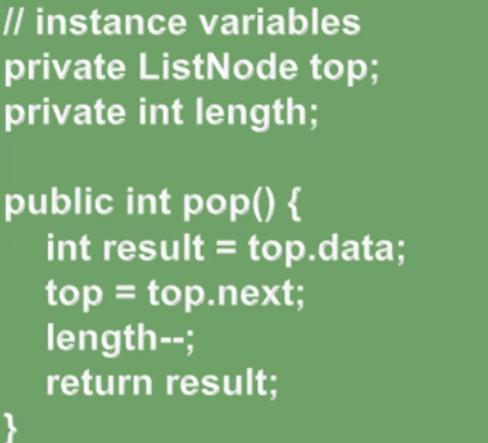 // instance variables
private ListNode top;
private int length;
public int pop() {
int result = top.data;
top = top.next;
length--;
return result;
}